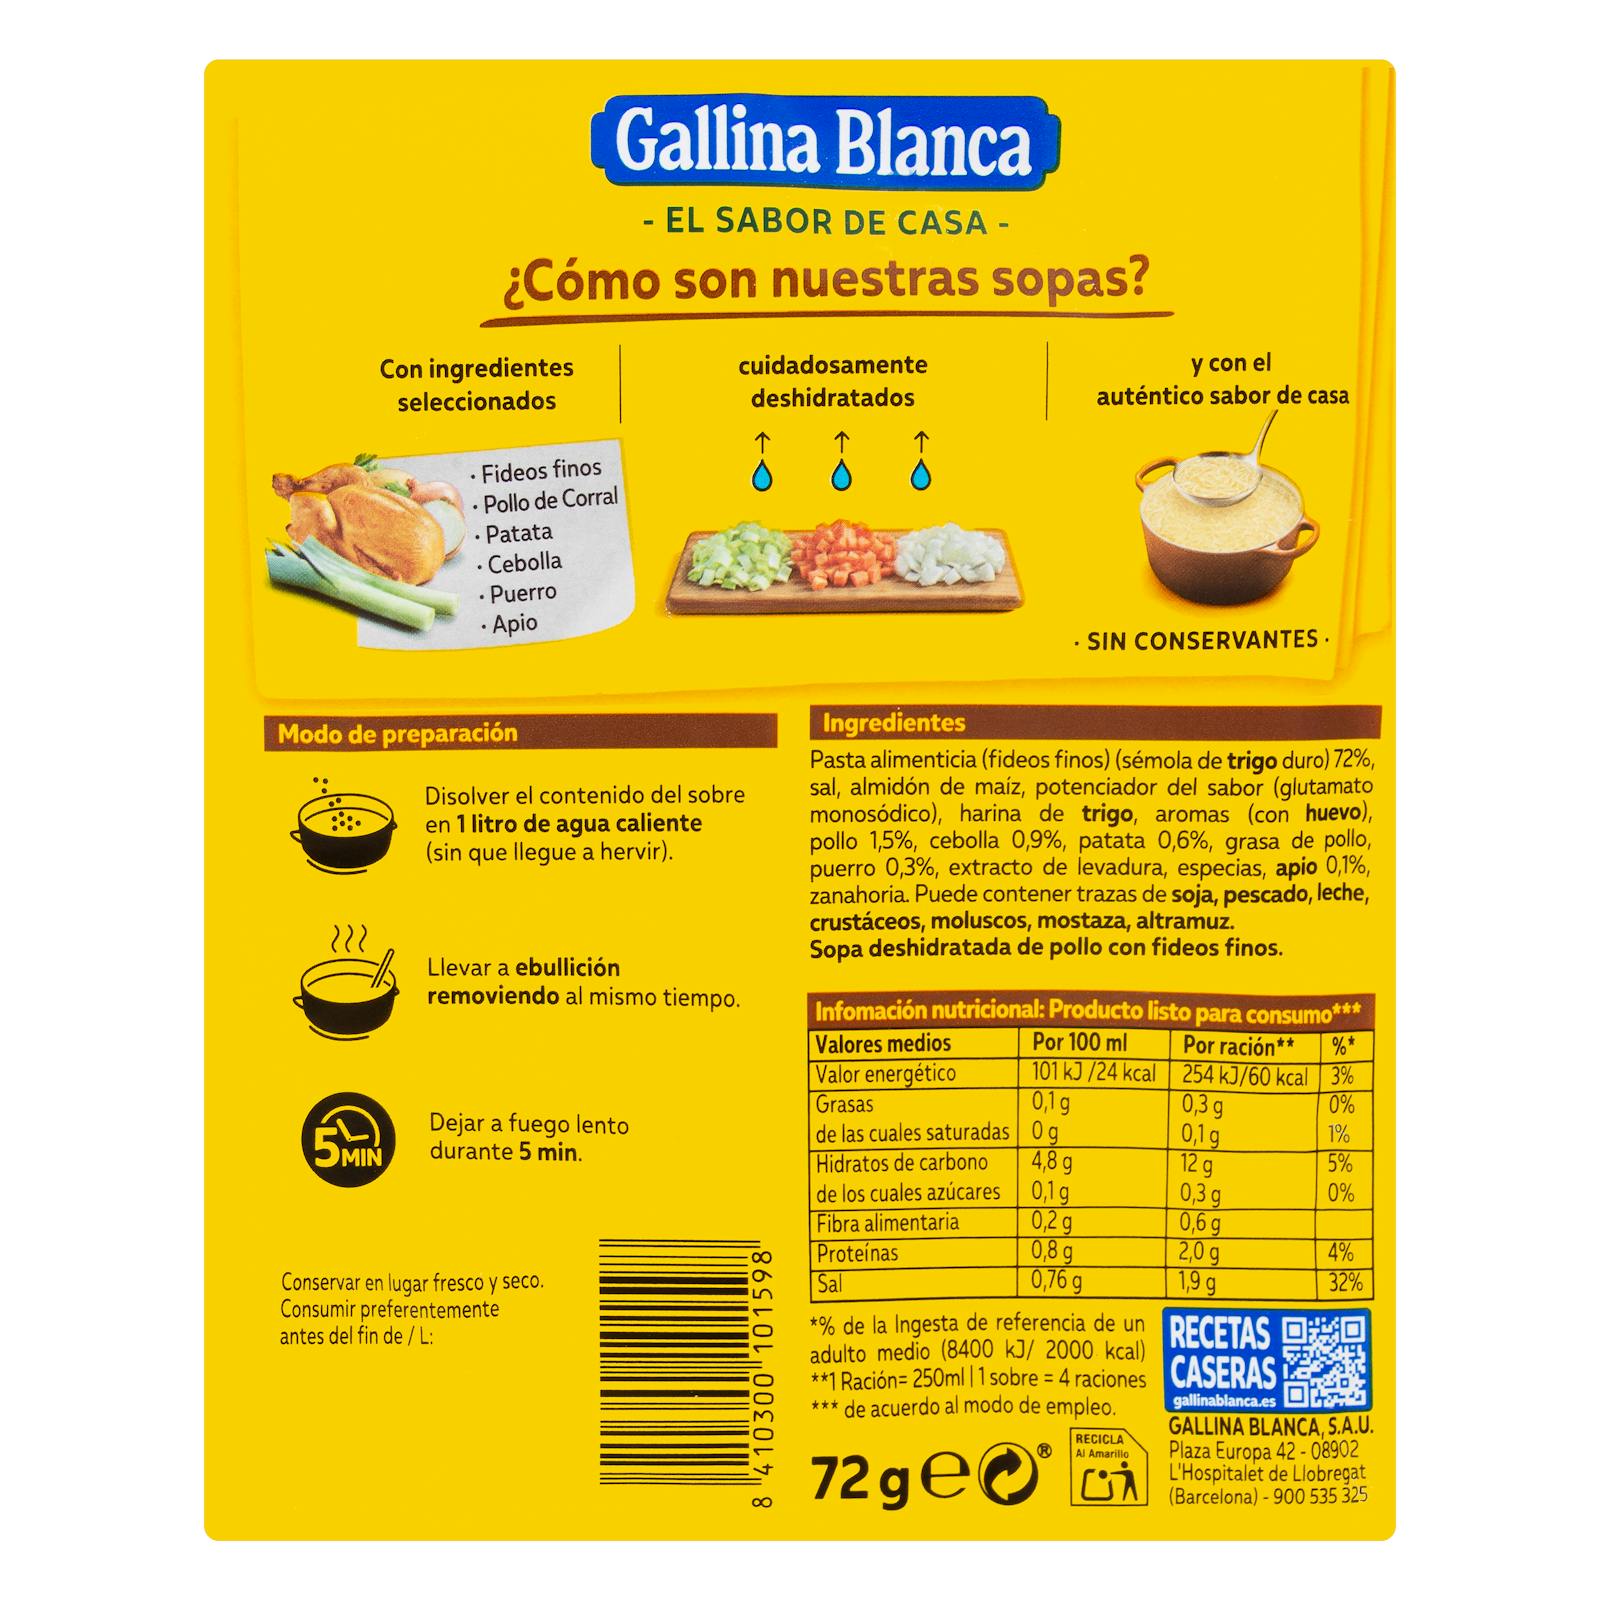 Gallina Blanca
- EL SABOR DE CASA -
¿Cómo son nuestras sopas?
Con ingredientes
seleccionados
· Fideos finos
· Pollo de Corral
· Patata
· Cebolla
· Puerro
· Apio
cuidadosamente
deshidratados
y con el
auténtico sabor de casa
· SIN CONSERVANTES ·
Modo de preparación
Disolver el contenido del sobre
en 1 litro de agua caliente
(sin que llegue a hervir).
Llevar a ebullición
removiendo al mismo tiempo.
5 MIN
Dejar a fuego lento
durante 5 min.
Conservar en lugar fresco y seco.
Consumir preferentemente
antes del fin de / L:
8 410300 101598
Ingredientes
Pasta alimenticia (fideos finos) (sémola de trigo duro) 72%,
sal, almidón de maíz, potenciador del sabor (glutamato
monosódico), harina de trigo, aromas (con huevo),
pollo 1,5%, cebolla 0,9%, patata 0,6%, grasa de pollo,
puerro 0,3%, extracto de levadura, especias, apio 0,1%,
zanahoria. Puede contener trazas de soja, pescado, leche,
crustáceos, moluscos, mostaza, altramuz.
Sopa deshidratada de pollo con fideos finos.
Infomación nutricional: Producto listo para consumo***
Valores medios Por 100 ml Por ración** %*
Valor energético 101 kJ /24 kcal 254 kJ/60 kcal 3%
Grasas 0,1 g 0,3 g 0%
de las cuales saturadas 0 g 0,1 g 1%
Hidratos de carbono 4,8 g 12 g 5%
de los cuales azúcares 0,1 g 0,3 g 0%
Fibra alimentaria 0,2 g 0,6 g
Proteínas 0,8 g 2,0 g 4%
Sal 0,76 g 1,9 g 32%
*% de la Ingesta de referencia de un
adulto medio (8400 kJ/ 2000 kcal)
**1 Ración= 250ml | 1 sobre = 4 raciones
*** de acuerdo al modo de empleo.
72 g e ®
RECICLA
Al Amarillo
RECETAS
CASERAS
gallinablanca.es
GALLINA BLANCA, S.A.U.
Plaza Europa 42 - 08902
L'Hospitalet de Llobregat
(Barcelona) - 900 535 325